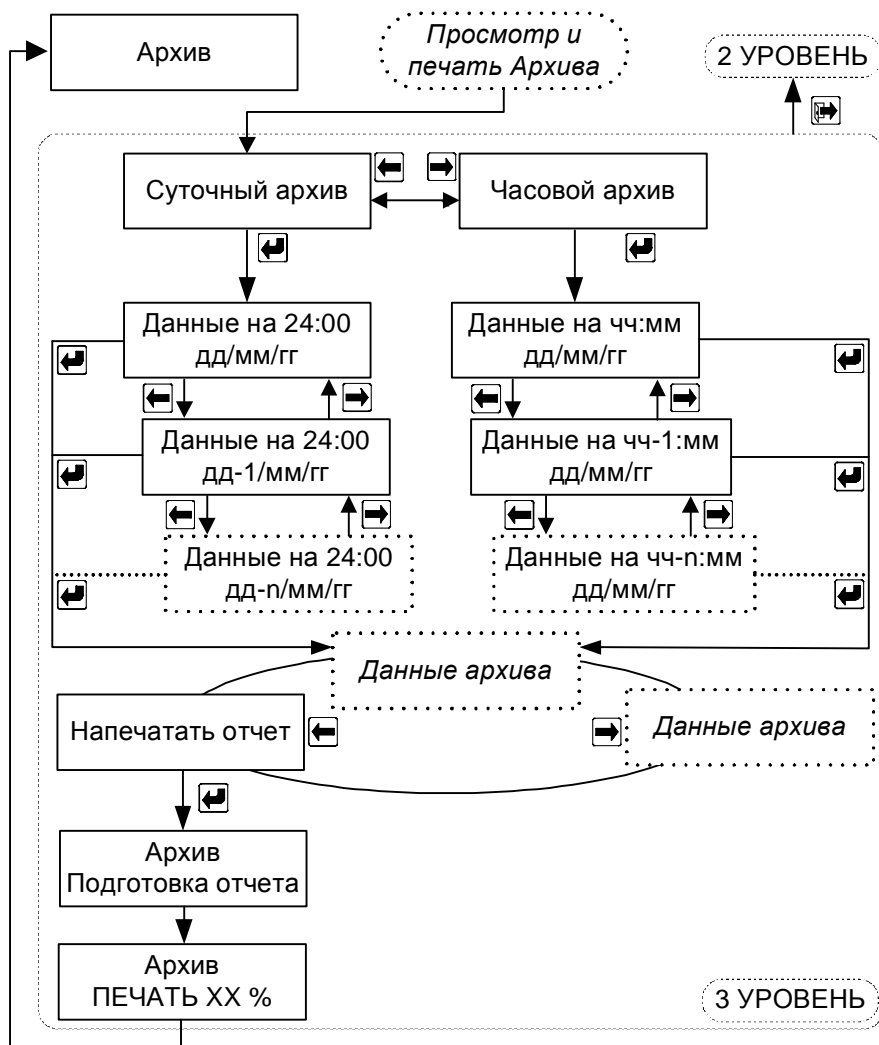 Архив
Просмотр и
печать Архива
2 УРОВЕНЬ
Суточный архив
Часовой архив
Данные на 24:00
дд/мм/гг
Данные на чч:мм
дд/мм/гг
Данные на 24:00
дд-1/мм/гг
Данные на чч-1:мм
дд/мм/гг
Данные на 24:00
дд-n/мм/гг
Данные на чч-n:мм
дд/мм/гг
Данные архива
Напечатать отчет
Данные архива
Архив
Подготовка отчета
Архив
ПЕЧАТЬ ХХ %
3 УРОВЕНЬ